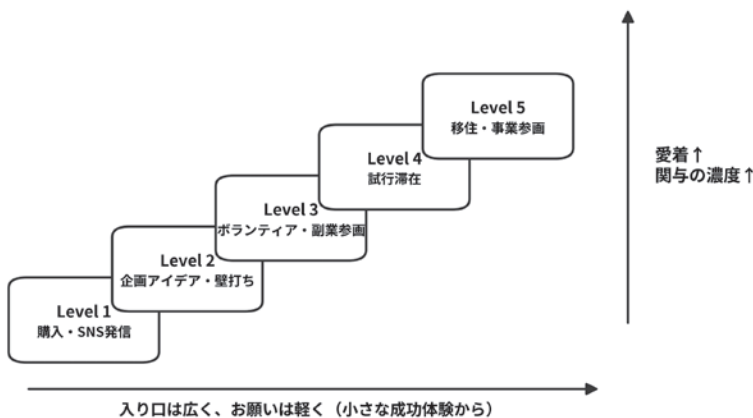 Level 5
移住・事業参画
Level 4
試行滞在
Level 3
ボランティア・副業参画
Level 2
企画アイデア・壁打ち
Level 1
購入・SNS発信
愛着↑
関与の濃度↑
入り口は広く、お願いは軽く（小さな成功体験から）